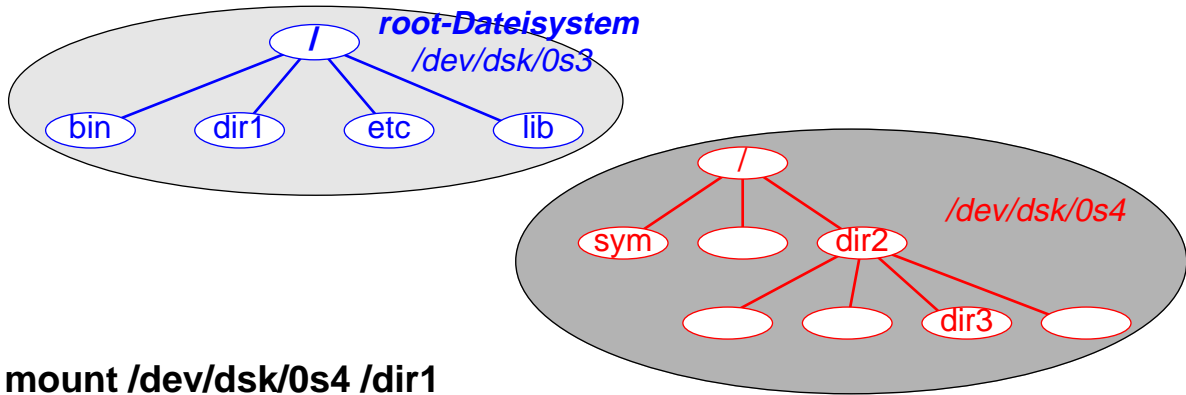 root-Dateisystem
/
/dev/dsk/0s3
bin dir1 etc lib
/
/dev/dsk/0s4
sym dir2
dir3
mount /dev/dsk/0s4 /dir1